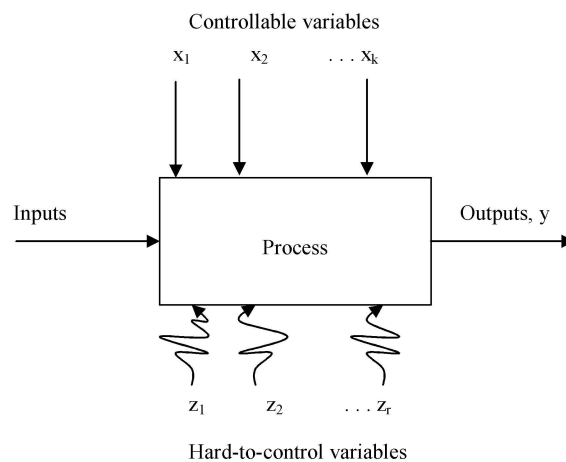 Controllable variables
x₁ x₂ . . . xₖ
Inputs
Outputs, y
Process
z₁ z₂ . . . zᵣ
Hard-to-control variables